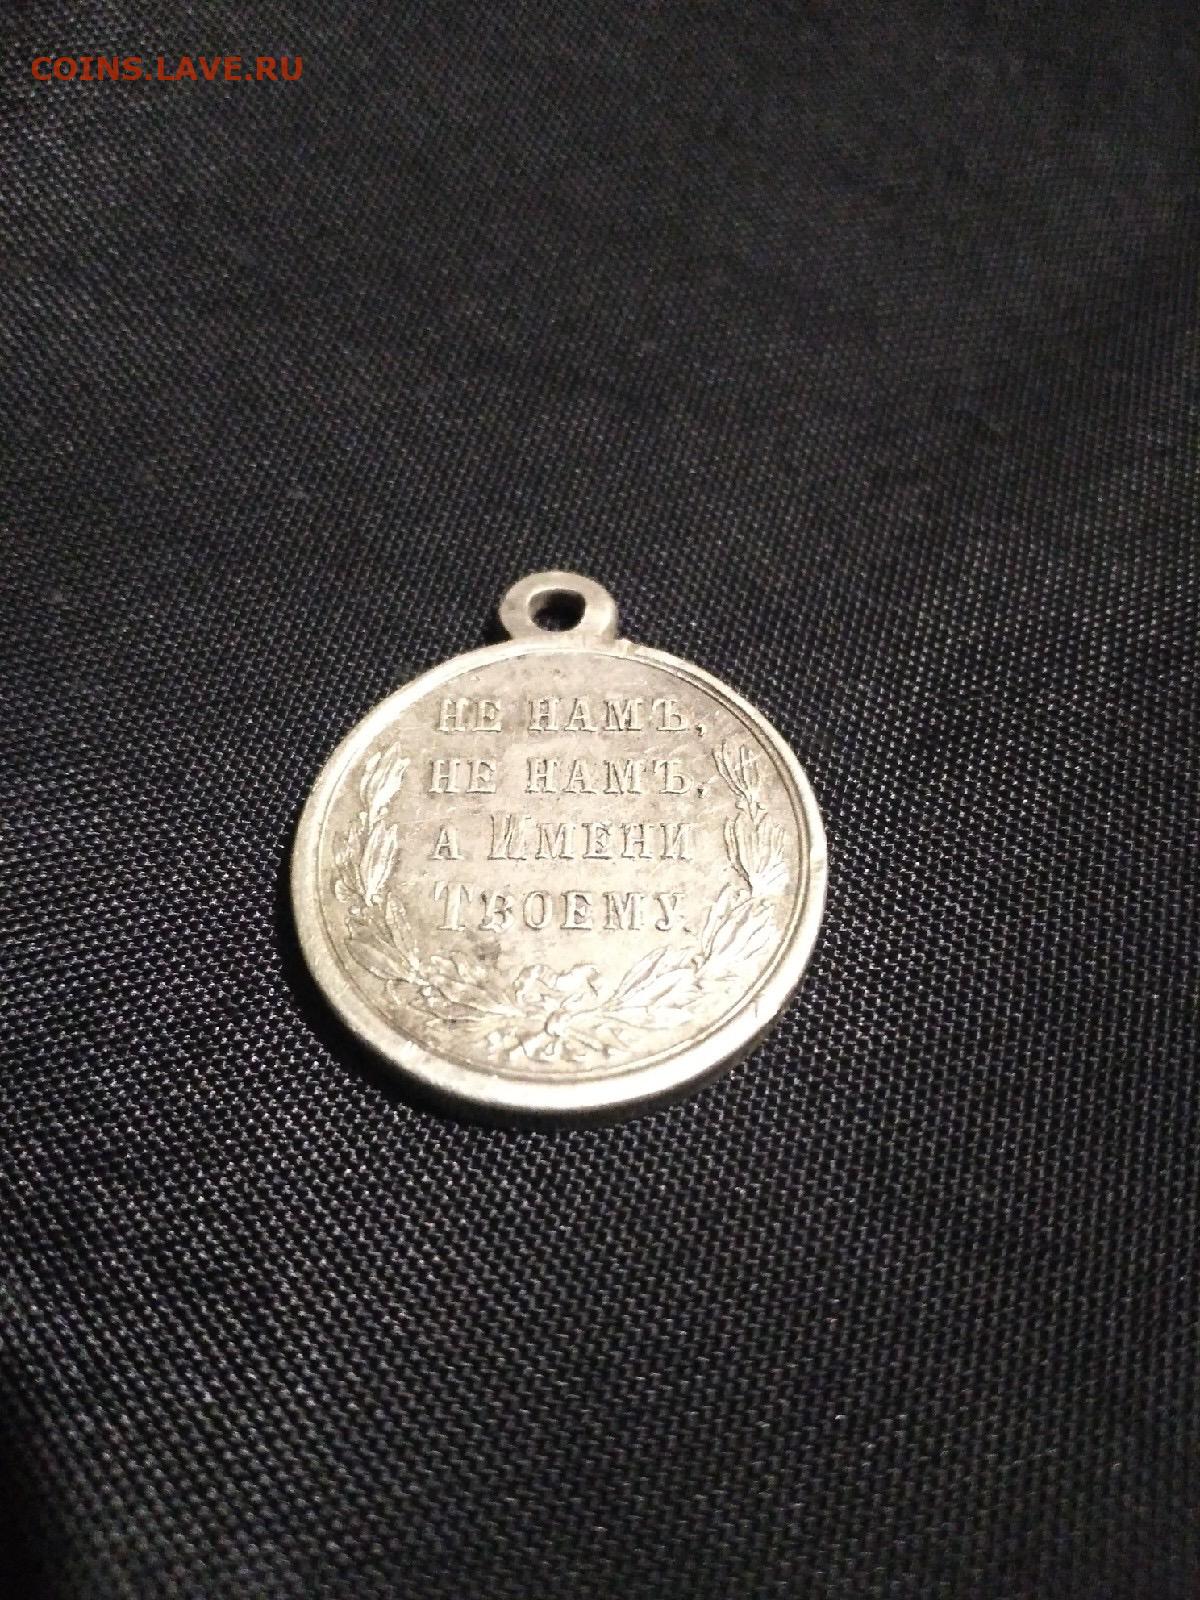 COINS.LAVE.RU
НЕ НАМЪ,
НЕ НАМЪ,
А ИМЕНИ
ТВОЕМУ.